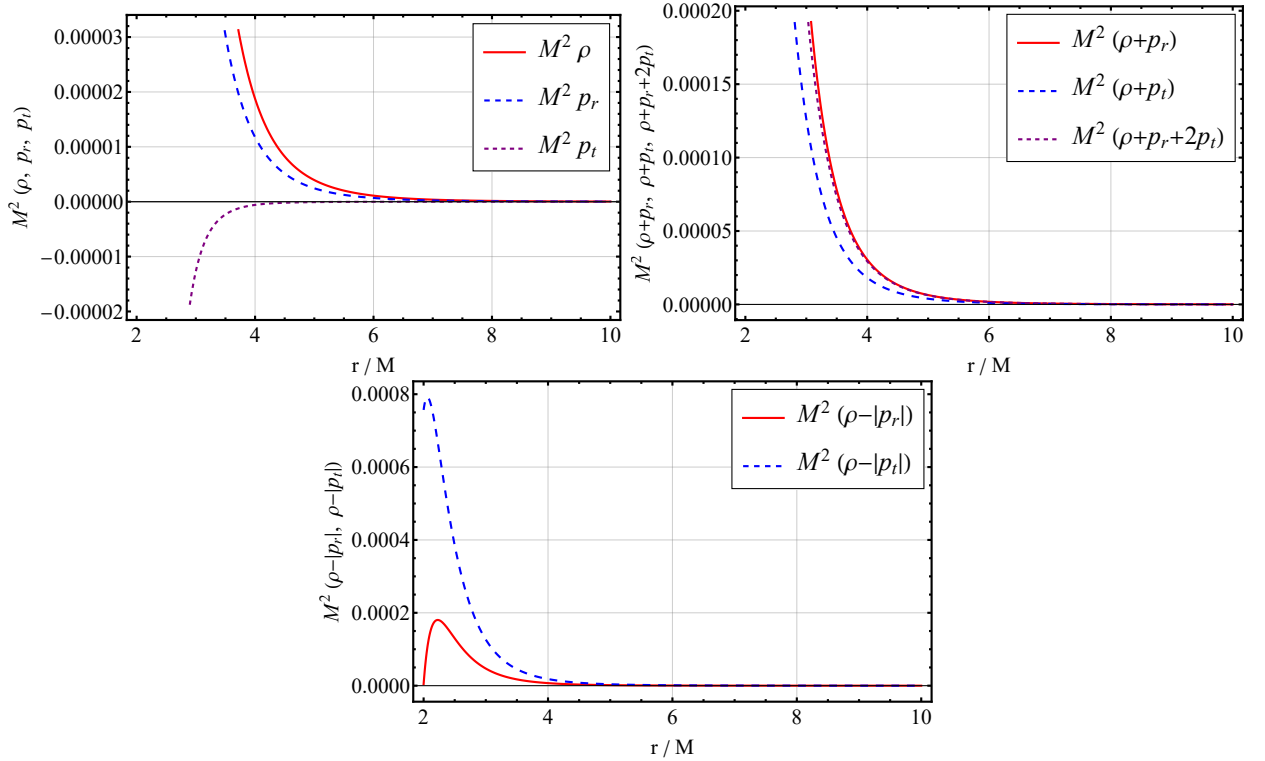 M² (ρ, p_r, p_t)
0.00003
0.00002
0.00001
0.00000
−0.00001
−0.00002
2 4 6 8 10
r / M
M² ρ
M² p_r
M² p_t
M² (ρ+p_r, ρ+p_t, ρ+p_r+2p_t)
0.00020
0.00015
0.00010
0.00005
0.00000
2 4 6 8 10
r / M
M² (ρ+p_r)
M² (ρ+p_t)
M² (ρ+p_r+2p_t)
M² (ρ−|p_r|, ρ−|p_t|)
0.0008
0.0006
0.0004
0.0002
0.0000
2 4 6 8 10
r / M
M² (ρ−|p_r|)
M² (ρ−|p_t|)